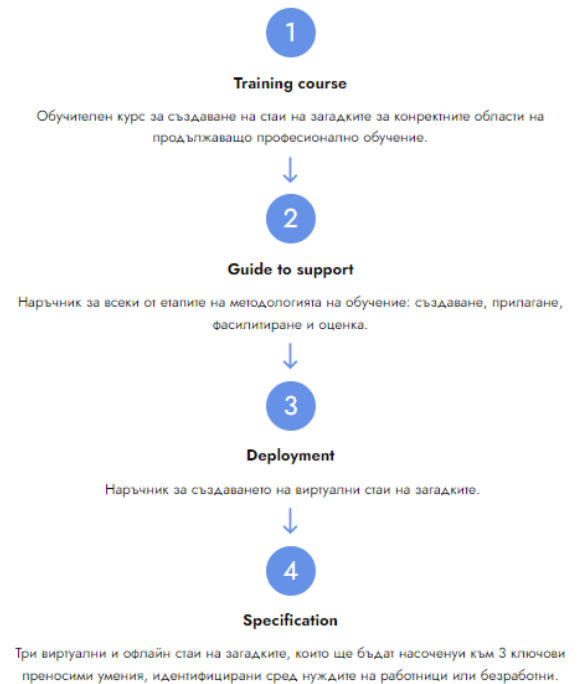 1
Training course
Обучителен курс за създаване на стаи на загадките за конректните области на
продължаващо професионално обучение.
2
Guide to support
Наръчник за всеки от етапите на методологията на обучение: създаване, прилагане,
фасилитиране и оценка.
3
Deployment
Наръчник за създаването на виртуални стаи на загадките.
4
Specification
Три виртуални и офлайн стаи на загадките, които ще бъдат насоченуи към 3 ключови
преносими умения, идентифицирани сред нуждите на работници или безработни.